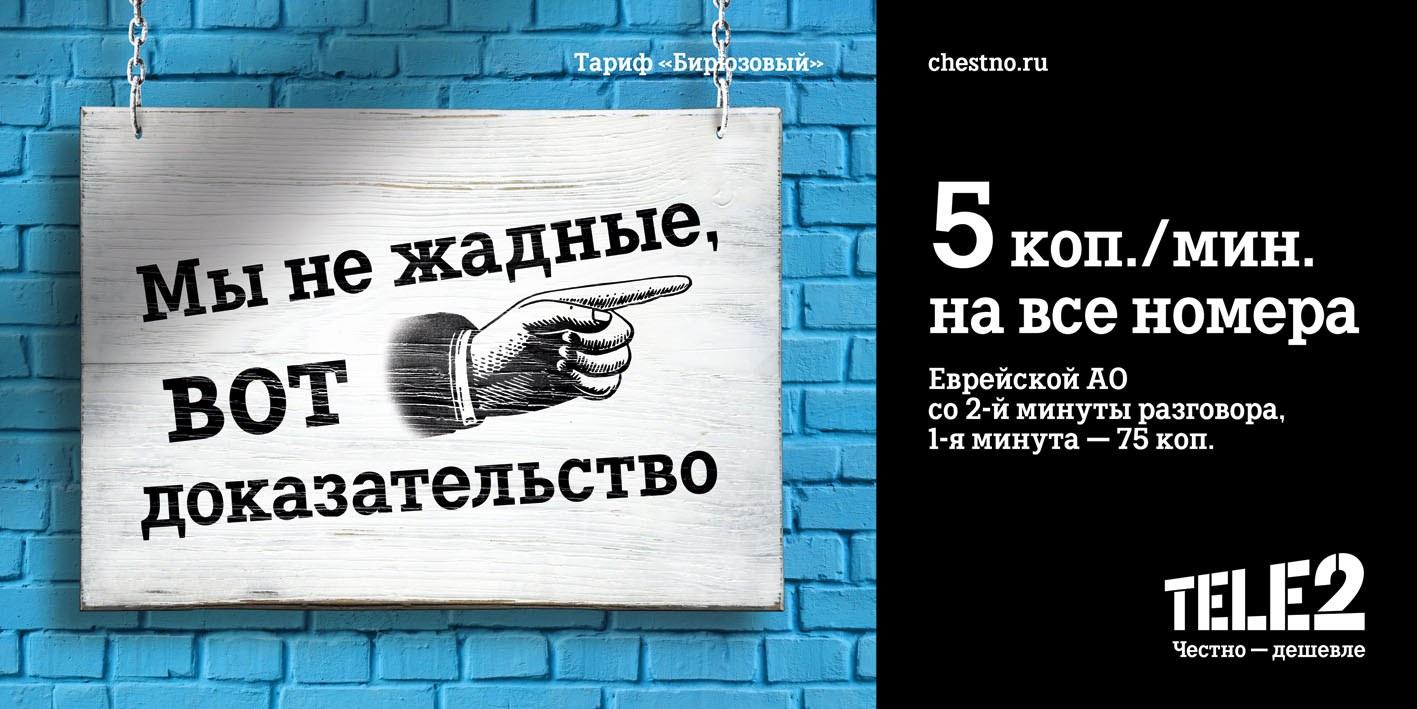 Тариф «Бирюзовый»
Мы не жадные,
вот
доказательство
chestno.ru
5 коп./мин.
на все номера
Еврейской АО
со 2-й минуты разговора,
1-я минута — 75 коп.
TELE2
Честно — дешевле